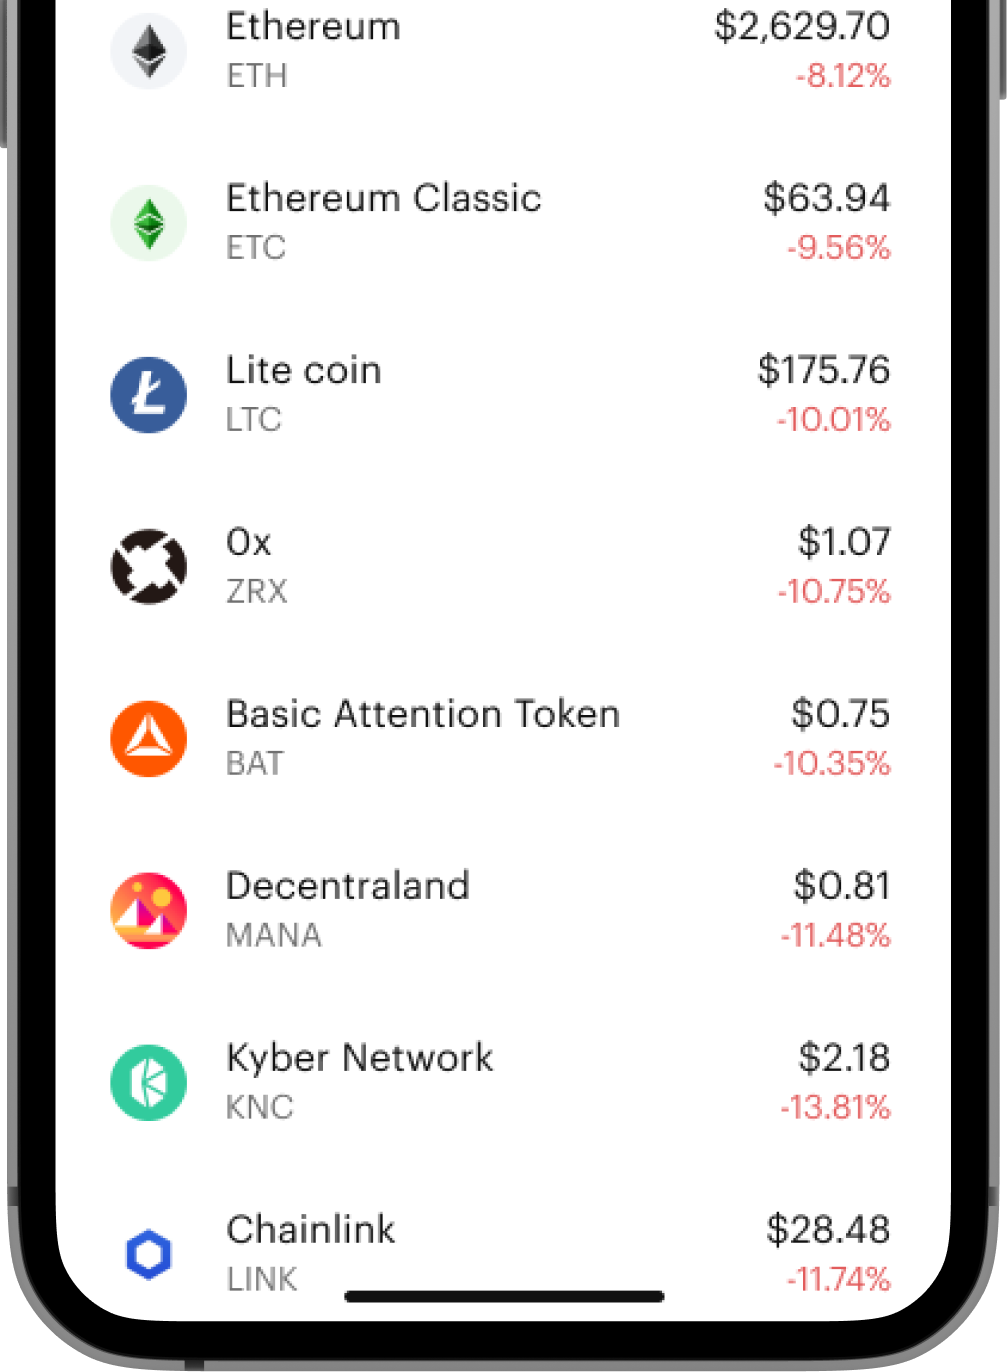 Ethereum $2,629.70
ETH -8.12%
Ethereum Classic $63.94
ETC -9.56%
Lite coin $175.76
LTC -10.01%
0x $1.07
ZRX -10.75%
Basic Attention Token $0.75
BAT -10.35%
Decentraland $0.81
MANA -11.48%
Kyber Network $2.18
KNC -13.81%
Chainlink $28.48
LINK -11.74%